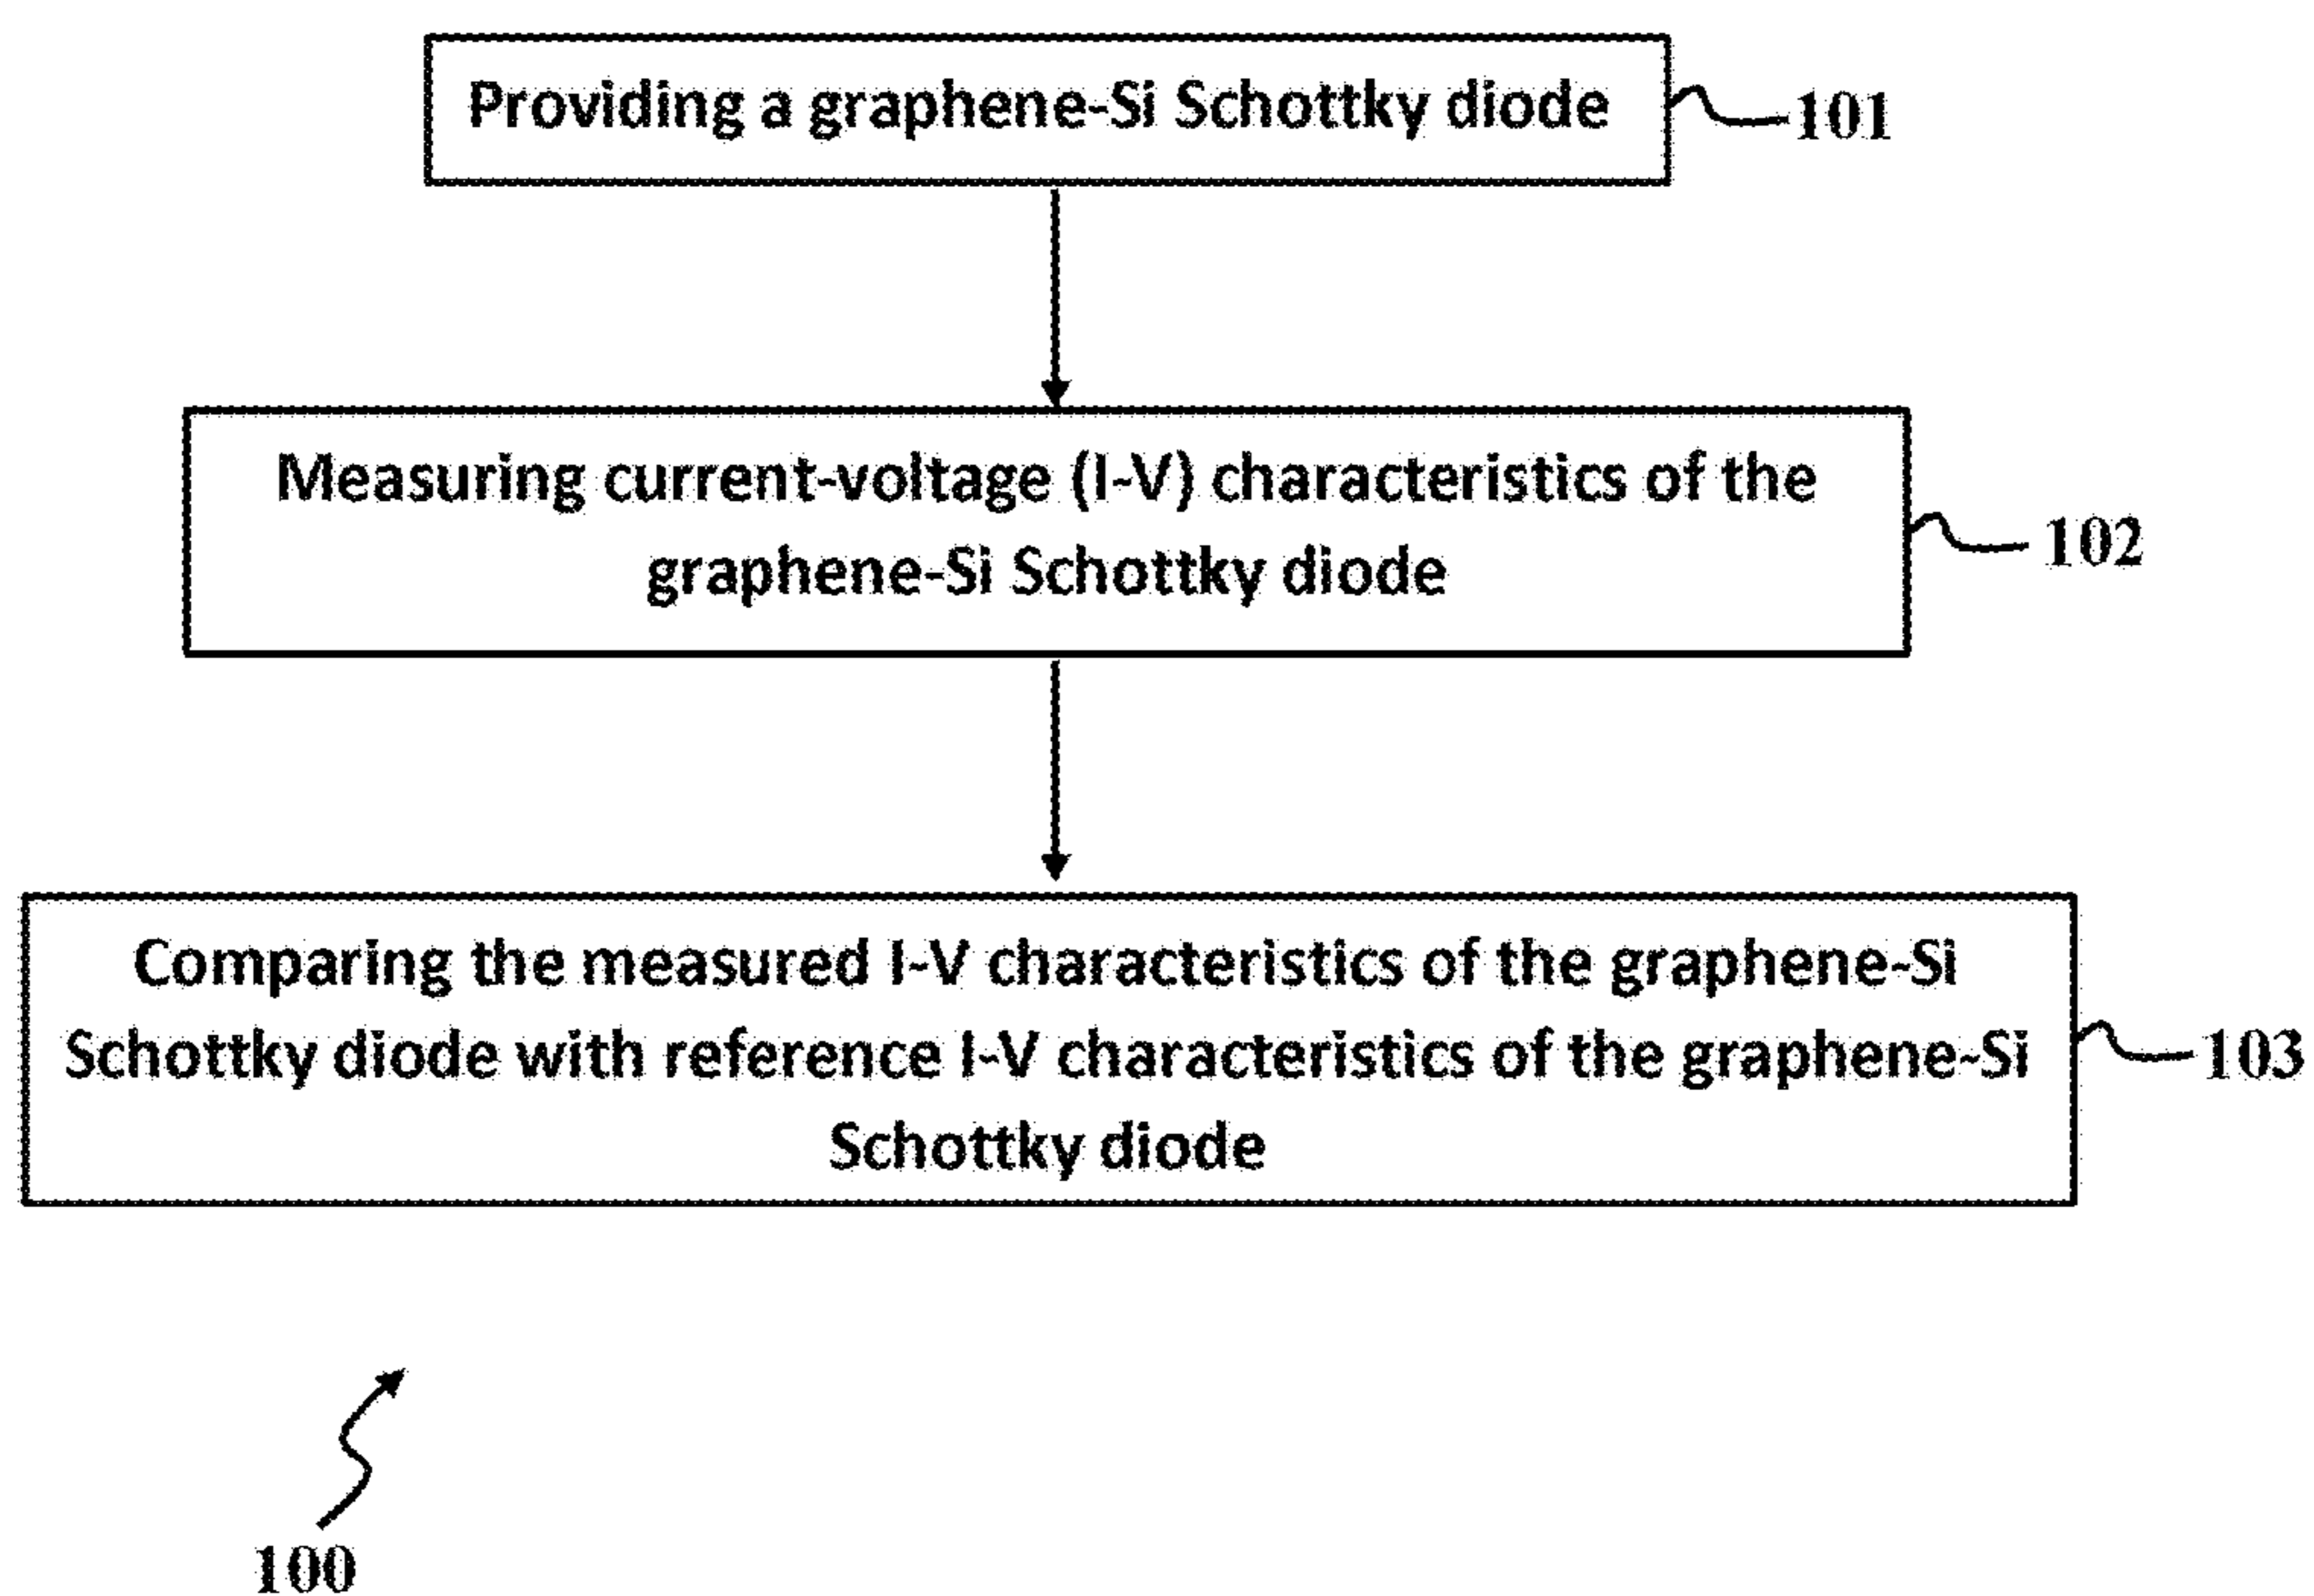 Providing a graphene-Si Schottky diode
101
Measuring current-voltage (I-V) characteristics of the
graphene-Si Schottky diode
102
Comparing the measured I-V characteristics of the graphene-Si
Schottky diode with reference I-V characteristics of the graphene-Si
Schottky diode
103
100